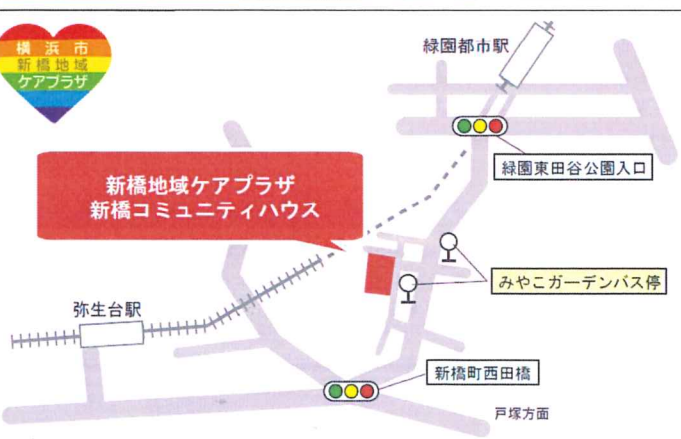 横浜市
新橋地域
ケアプラザ
緑園都市駅
緑園東田谷公園入口
新橋地域ケアプラザ
新橋コミュニティハウス
みやこガーデンバス停
弥生台駅
新橋町西田橋
戸塚方面